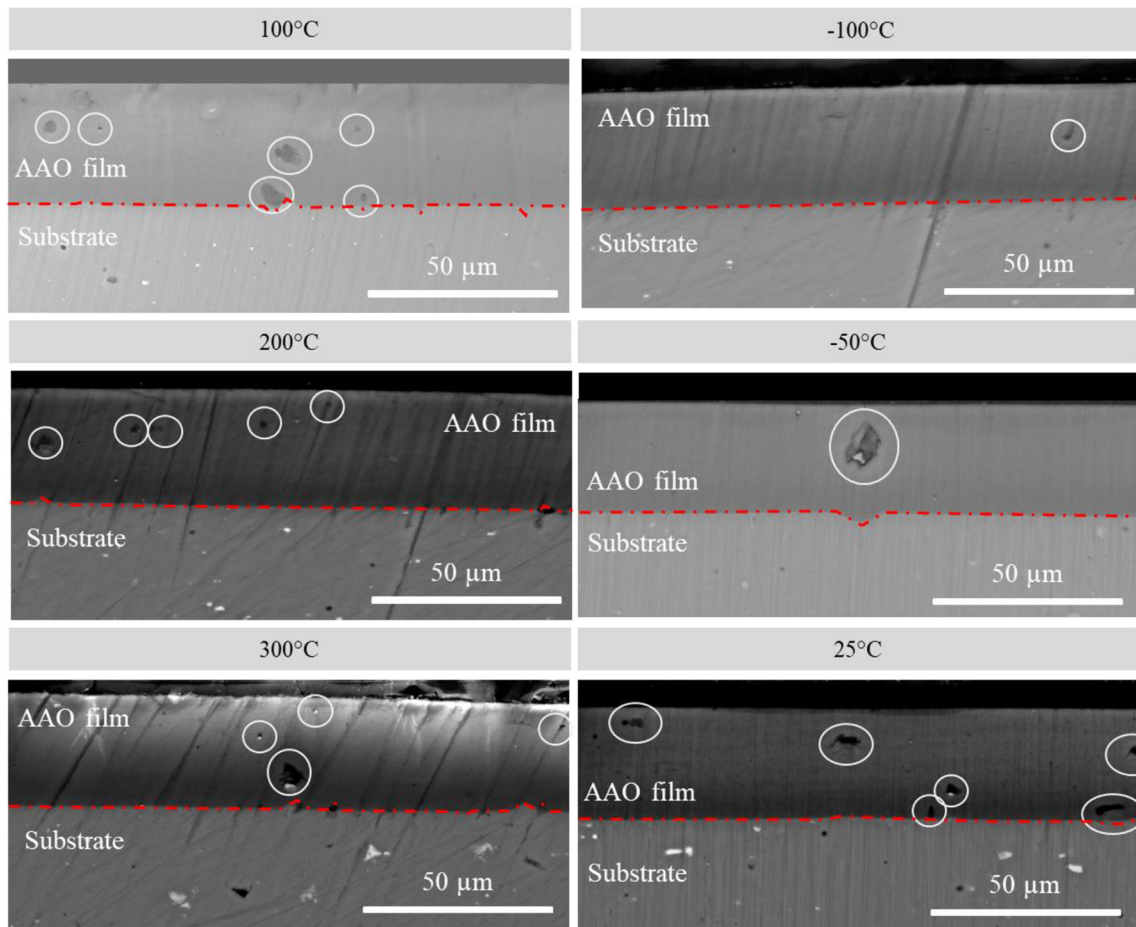 100°C
-100°C
AAO film
Substrate
50 µm
AAO film
Substrate
50 µm
200°C
-50°C
AAO film
Substrate
50 µm
AAO film
Substrate
50 µm
300°C
25°C
AAO film
Substrate
50 µm
AAO film
Substrate
50 µm